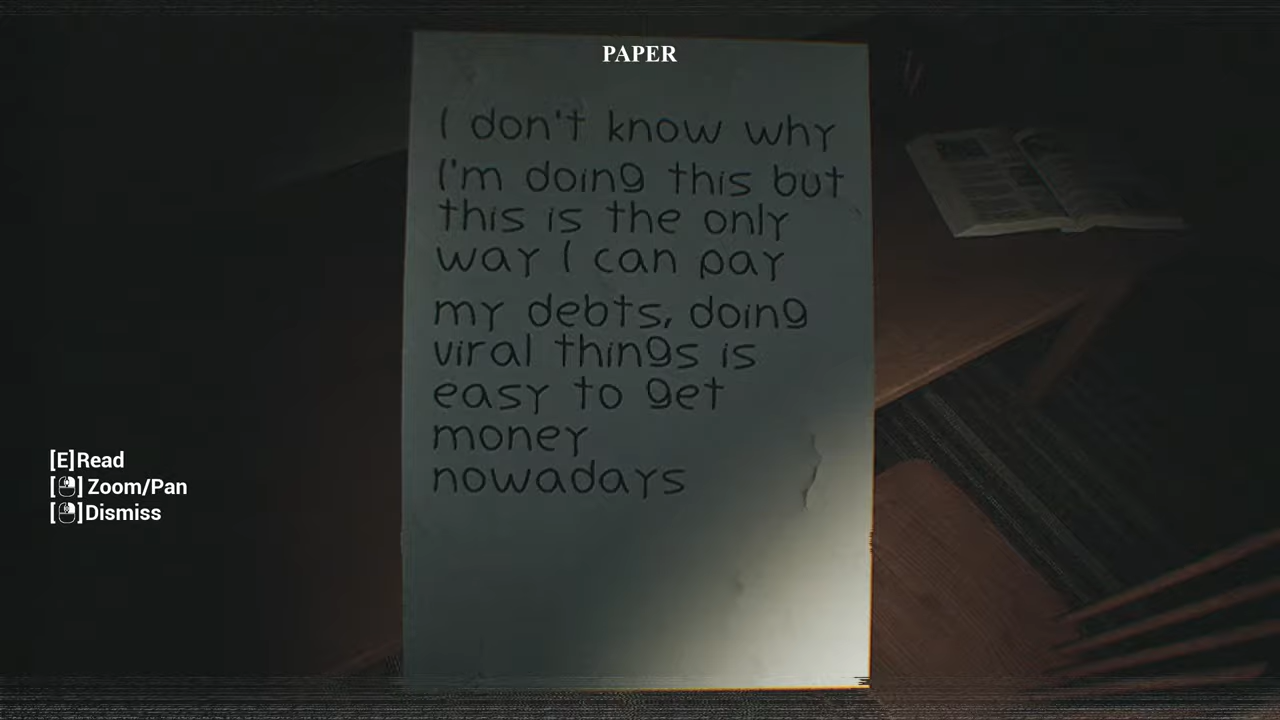 PAPER
I don't know why
I'm doing this but
this is the only
way I can pay
my debts, doing
viral things is
easy to get
money
nowadays
[E]Read
[] Zoom/Pan
[]Dismiss